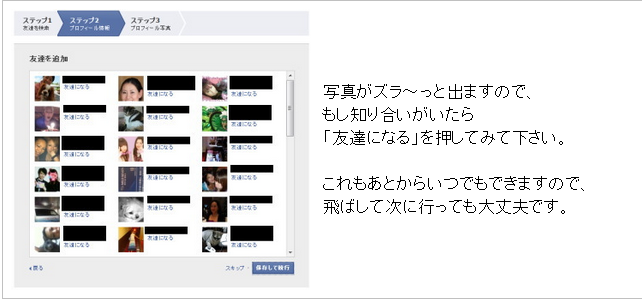 ステップ1
友達を検索
ステップ2
プロフィール情報
ステップ3
プロフィール写真
友達を追加
友達になる 友達になる 友達になる
友達になる 友達になる 友達になる
友達になる 友達になる 友達になる
友達になる 友達になる 友達になる
友達になる 友達になる 友達になる
友達になる 友達になる 友達になる
戻る
スキップ・保存して続行
写真がズラ～っと出ますので、
もし知り合いがいたら
「友達になる」を押してみて下さい。
これもあとからいつでもできますので、
飛ばして次に行っても大丈夫です。